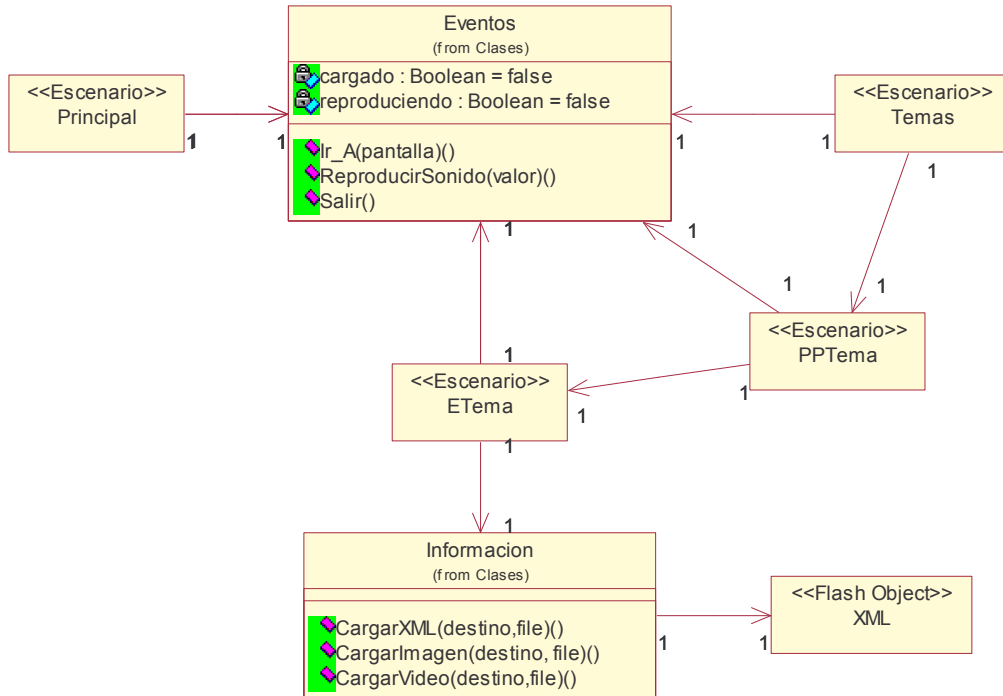 Eventos
(from Clases)
cargado : Boolean = false
reproduciendo : Boolean = false
Ir_A(pantalla)()
ReproducirSonido(valor)()
Salir()
<<Escenario>>
Principal
1
1
<<Escenario>>
Temas
1
1
1
1
1
1
1
<<Escenario>>
PPTema
1
1
1
<<Escenario>>
ETema
1
1
1
Informacion
(from Clases)
CargarXML(destino,file)()
CargarImagen(destino, file)()
CargarVideo(destino,file)()
1
1
<<Flash Object>>
XML